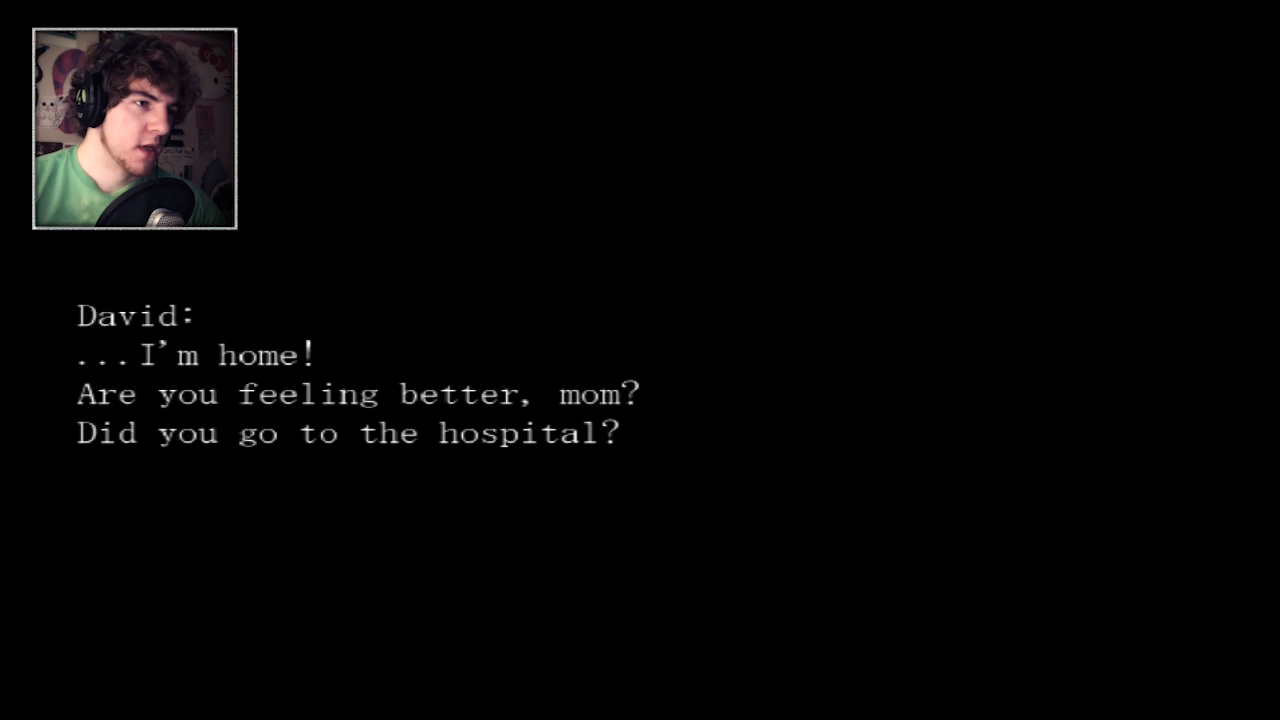 David:
...I'm home!
Are you feeling better, mom?
Did you go to the hospital?